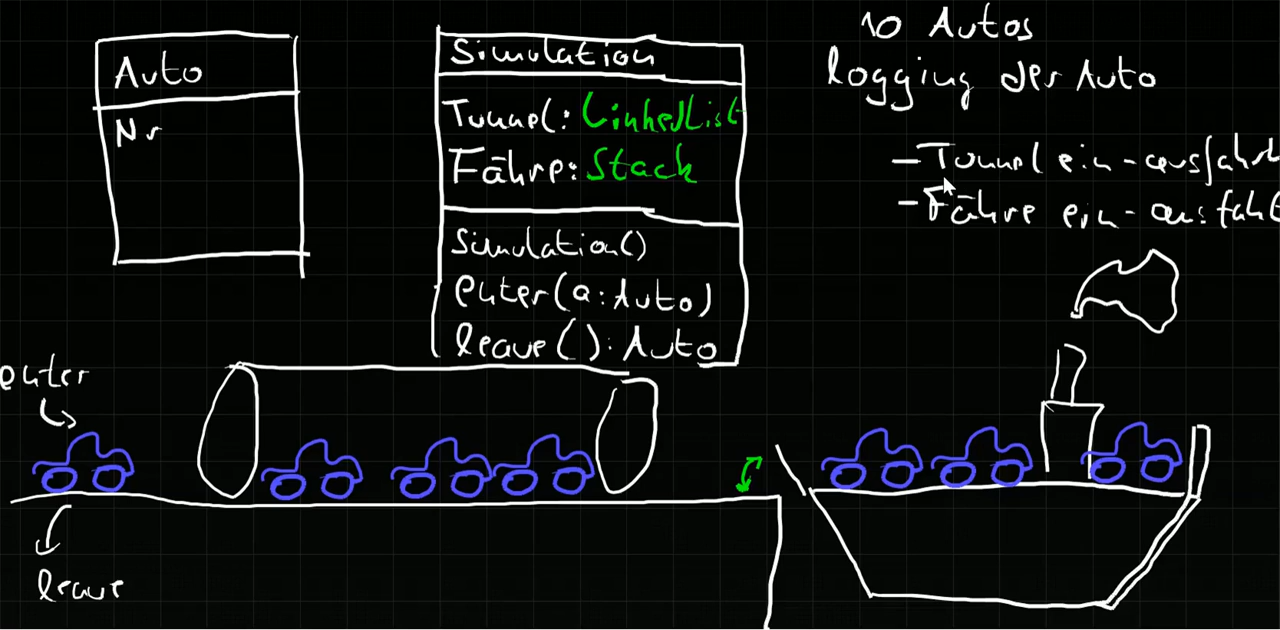 Auto
Nr
Simulation
Tunnel: LinkedList
Fähre: Stack
Simulation()
enter(a: Auto)
leave(): Auto
10 Autos
logging der Auto
- Tunnel ein-ausfahrt
- Fähre ein-ausfaht
enter
leave